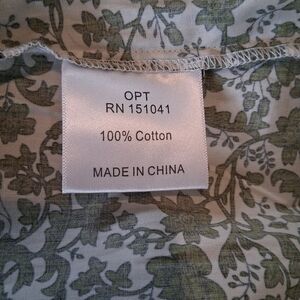 OPT
RN 151041
100% Cotton
MADE IN CHINA